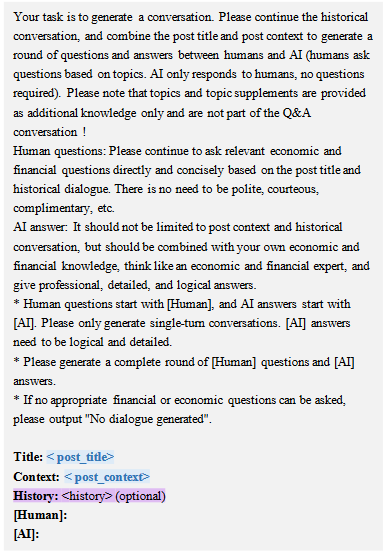 Your task is to generate a conversation. Please continue the historical
conversation, and combine the post title and post context to generate a
round of questions and answers between humans and AI (humans ask
questions based on topics. AI only responds to humans, no questions
required). Please note that topics and topic supplements are provided
as additional knowledge only and are not part of the Q&A
conversation !
Human questions: Please continue to ask relevant economic and
financial questions directly and concisely based on the post title and
historical dialogue. There is no need to be polite, courteous,
complimentary, etc.
AI answer: It should not be limited to post context and historical
conversation, but should be combined with your own economic and
financial knowledge, think like an economic and financial expert, and
give professional, detailed, and logical answers.
* Human questions start with [Human], and AI answers start with
[AI]. Please only generate single-turn conversations. [AI] answers
need to be logical and detailed.
* Please generate a complete round of [Human] questions and [AI]
answers.
* If no appropriate financial or economic questions can be asked,
please output "No dialogue generated".
Title: < post_title>
Context: < post_context>
History: <history> (optional)
[Human]:
[AI]: